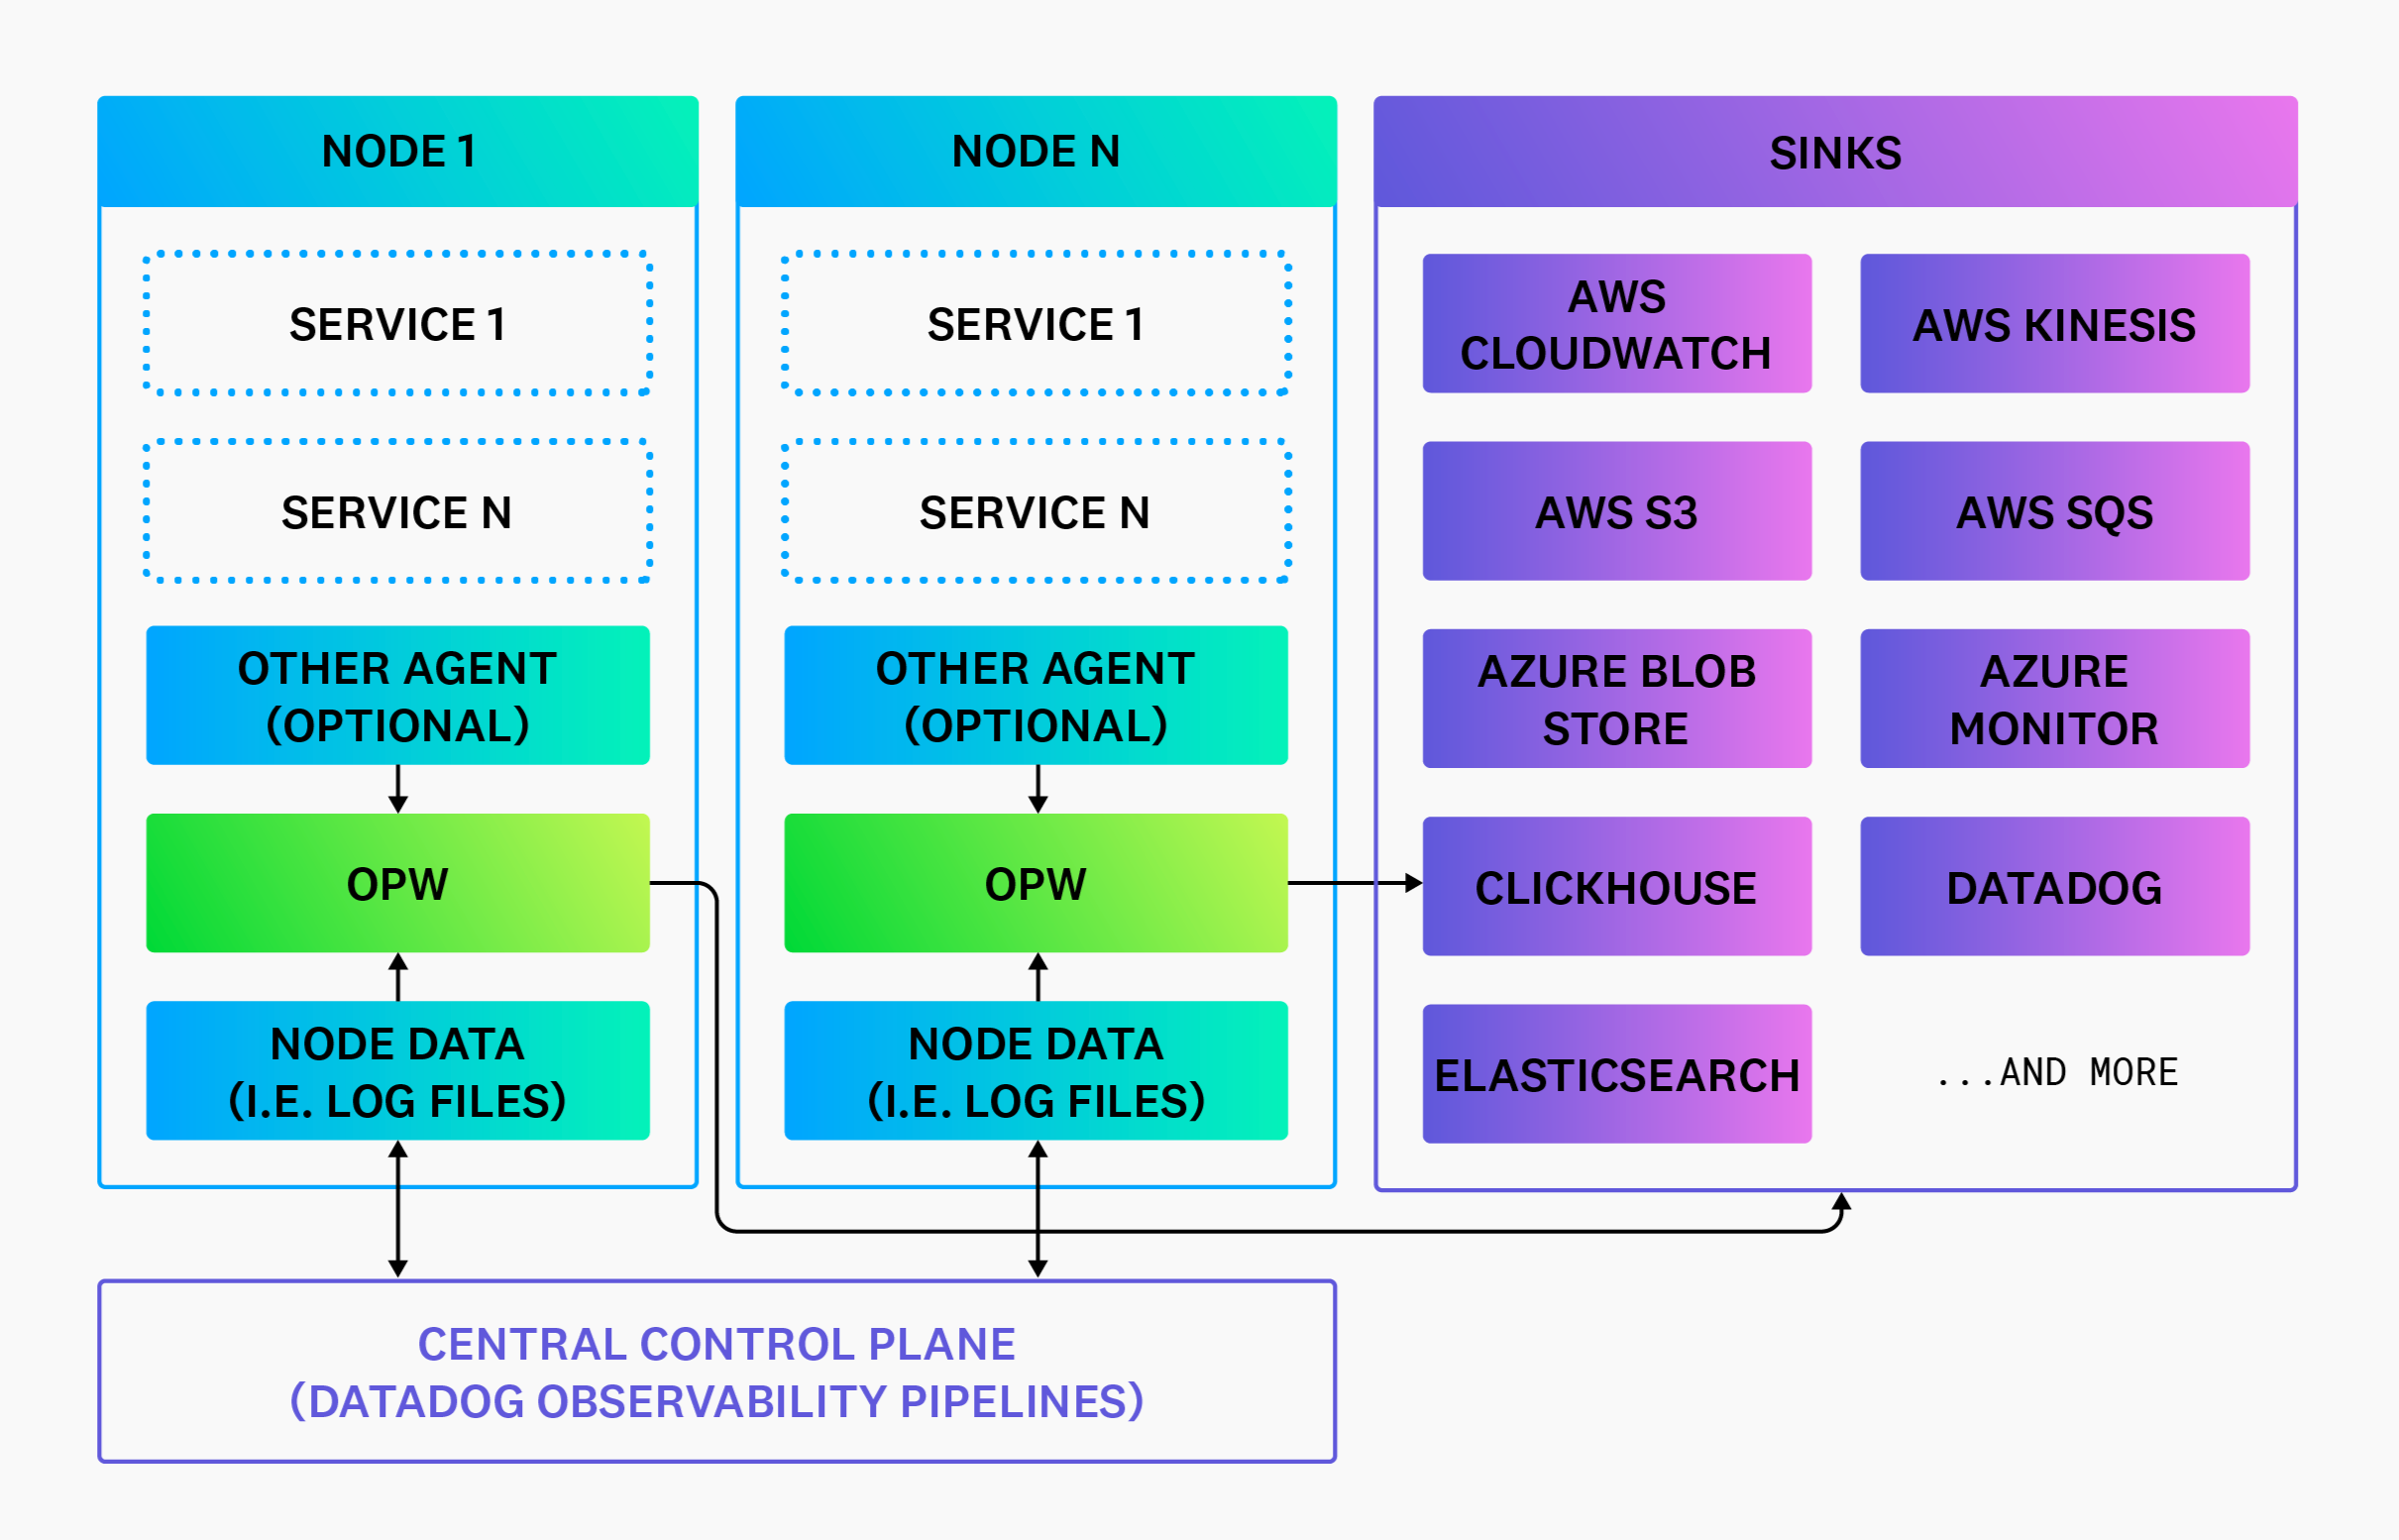 NODE 1
SERVICE 1
SERVICE N
OTHER AGENT
(OPTIONAL)
OPW
NODE DATA
(I.E. LOG FILES)
NODE N
SERVICE 1
SERVICE N
OTHER AGENT
(OPTIONAL)
OPW
NODE DATA
(I.E. LOG FILES)
SINKS
AWS
CLOUDWATCH
AWS KINESIS
AWS S3
AWS SQS
AZURE BLOB
STORE
AZURE
MONITOR
CLICKHOUSE
DATADOG
ELASTICSEARCH
...AND MORE
CENTRAL CONTROL PLANE
(DATADOG OBSERVABILITY PIPELINES)